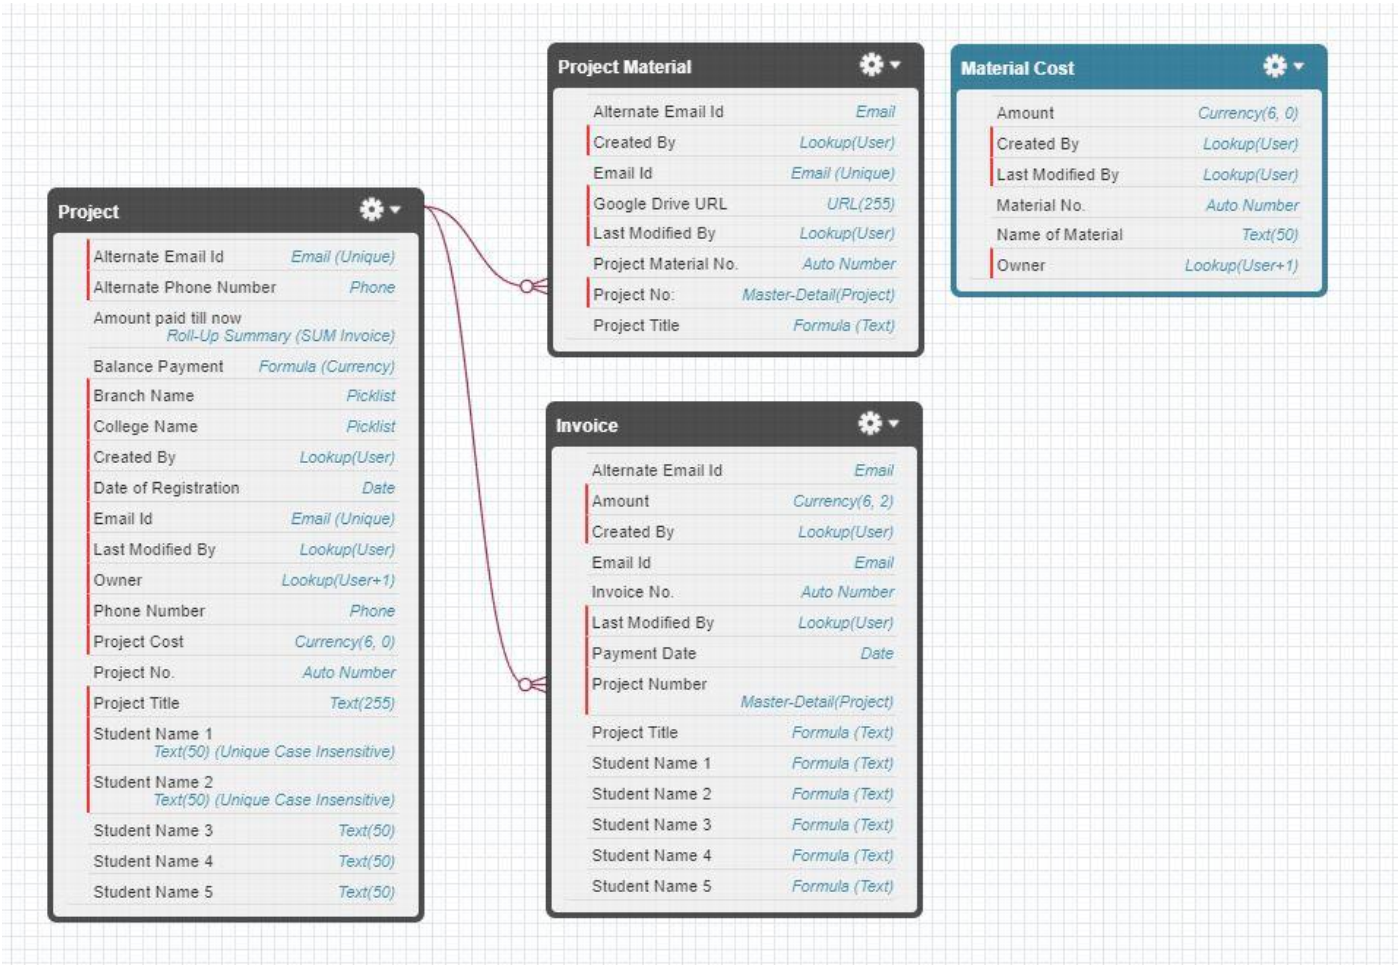 Project
Alternate Email Id Email (Unique)
Alternate Phone Number Phone
Amount paid till now
Roll-Up Summary (SUM Invoice)
Balance Payment Formula (Currency)
Branch Name Picklist
College Name Picklist
Created By Lookup(User)
Date of Registration Date
Email Id Email (Unique)
Last Modified By Lookup(User)
Owner Lookup(User+1)
Phone Number Phone
Project Cost Currency(6, 0)
Project No. Auto Number
Project Title Text(255)
Student Name 1
Text(50) (Unique Case Insensitive)
Student Name 2
Text(50) (Unique Case Insensitive)
Student Name 3 Text(50)
Student Name 4 Text(50)
Student Name 5 Text(50)
Project Material
Alternate Email Id Email
Created By Lookup(User)
Email Id Email (Unique)
Google Drive URL URL(255)
Last Modified By Lookup(User)
Project Material No. Auto Number
Project No: Master-Detail(Project)
Project Title Formula (Text)
Invoice
Alternate Email Id Email
Amount Currency(6, 2)
Created By Lookup(User)
Email Id Email
Invoice No. Auto Number
Last Modified By Lookup(User)
Payment Date Date
Project Number
Master-Detail(Project)
Project Title Formula (Text)
Student Name 1 Formula (Text)
Student Name 2 Formula (Text)
Student Name 3 Formula (Text)
Student Name 4 Formula (Text)
Student Name 5 Formula (Text)
Material Cost
Amount Currency(6, 0)
Created By Lookup(User)
Last Modified By Lookup(User)
Material No. Auto Number
Name of Material Text(50)
Owner Lookup(User+1)